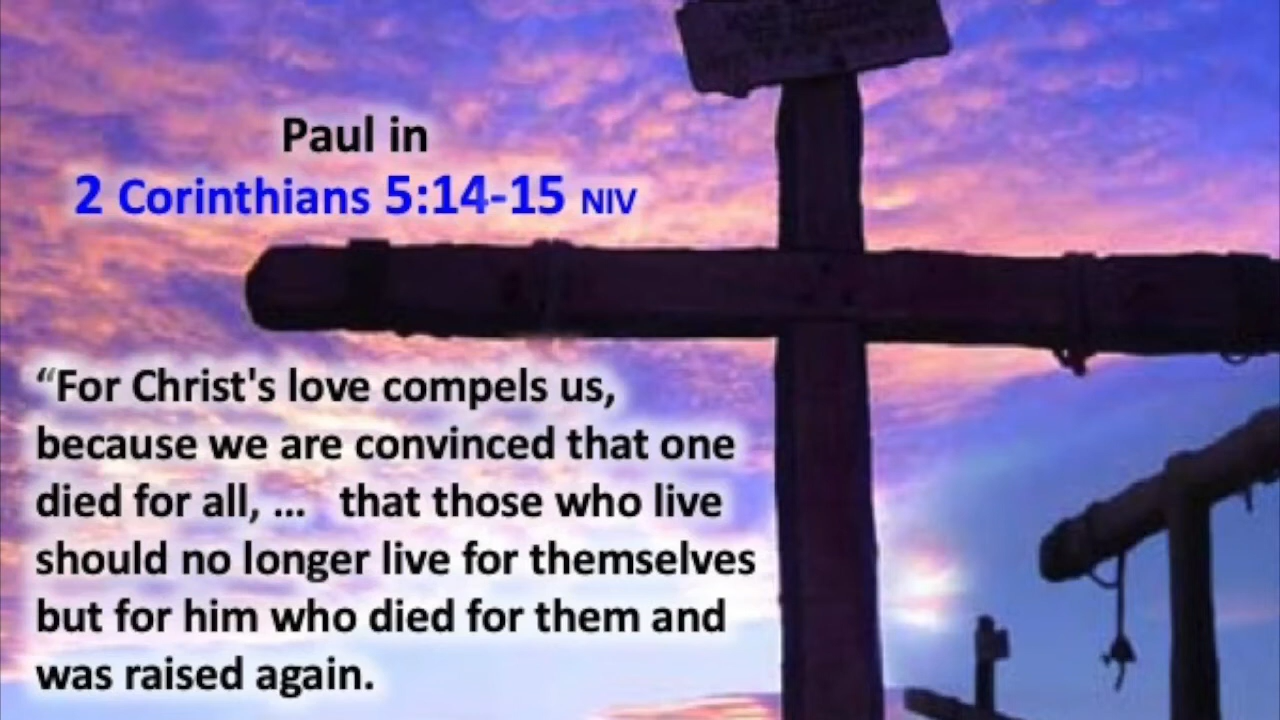 Paul in
2 Corinthians 5:14-15 NIV
“For Christ's love compels us,
because we are convinced that one
died for all, ...   that those who live
should no longer live for themselves
but for him who died for them and
was raised again.